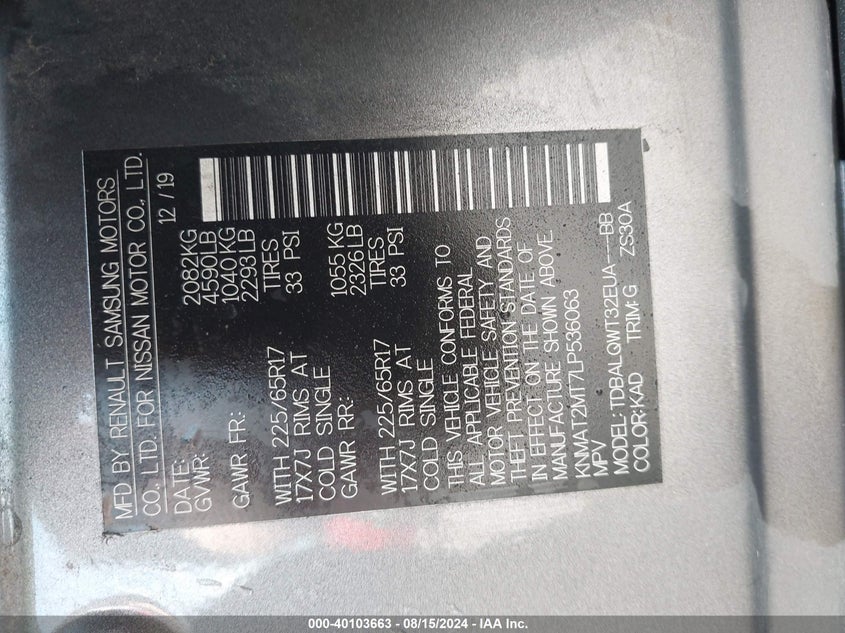 MFD BY RENAULT SAMSUNG MOTORS
CO., LTD. FOR NISSAN MOTOR CO., LTD.
DATE: 12/19
GVWR: 2082KG
4590LB
GAWR FR: 1040 KG
2293LB
WITH 225/65R17 TIRES
17X7J RIMS AT 33 PSI
COLD SINGLE
GAWR RR: 1055 KG
2326LB
WITH 225/65R17 TIRES
17X7J RIMS AT 33 PSI
COLD SINGLE
THIS VEHICLE CONFORMS TO
ALL APPLICABLE FEDERAL
MOTOR VEHICLE SAFETY AND
THEFT PREVENTION STANDARDS
IN EFFECT ON THE DATE OF
MANUFACTURE SHOWN ABOVE.
KNMAT2MT7LP536063
MPV
MODEL:TDBALQWT32EUA---BB
COLOR:KAD TRIM:G ZS30A
000-40103663 - 08/15/2024 - IAA Inc.